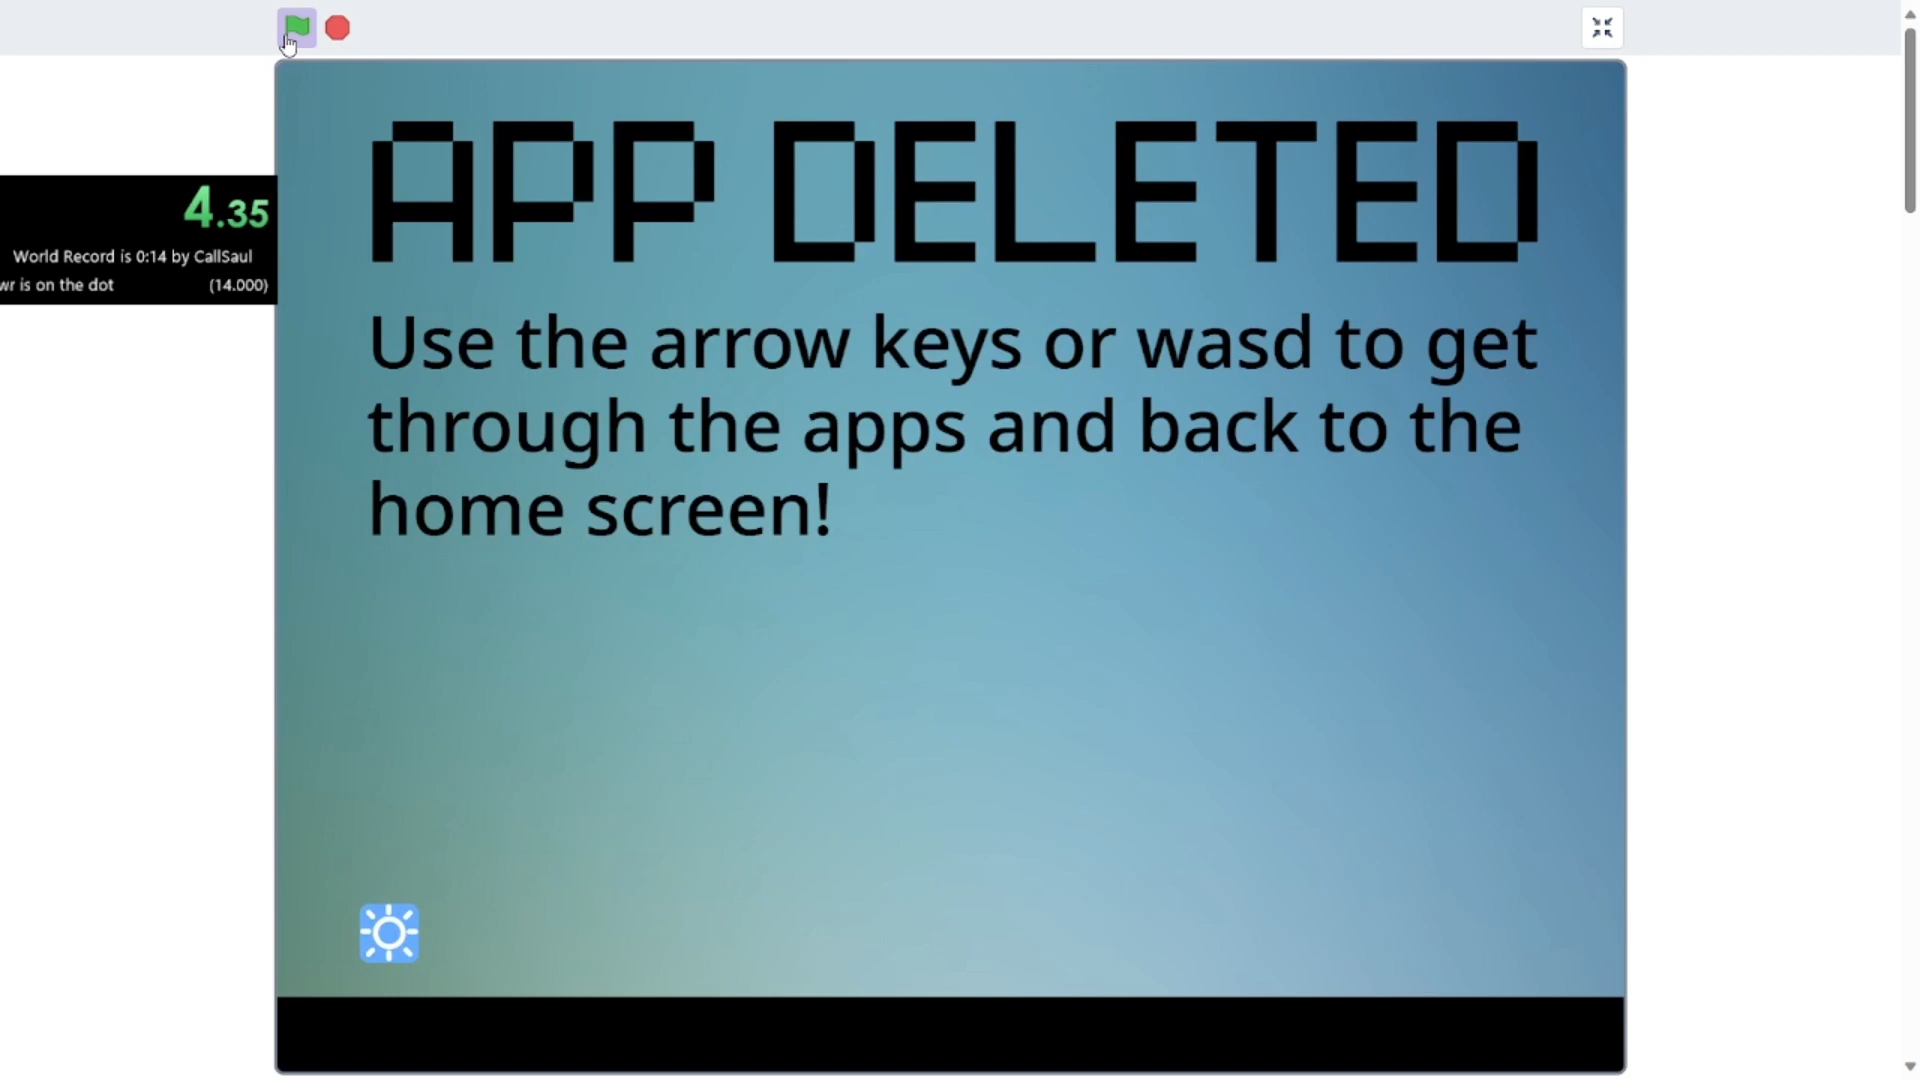 APP DELETED
4.35
World Record is 0:14 by CallSaul
wr is on the dot (14.000)
Use the arrow keys or wasd to get
through the apps and back to the
home screen!